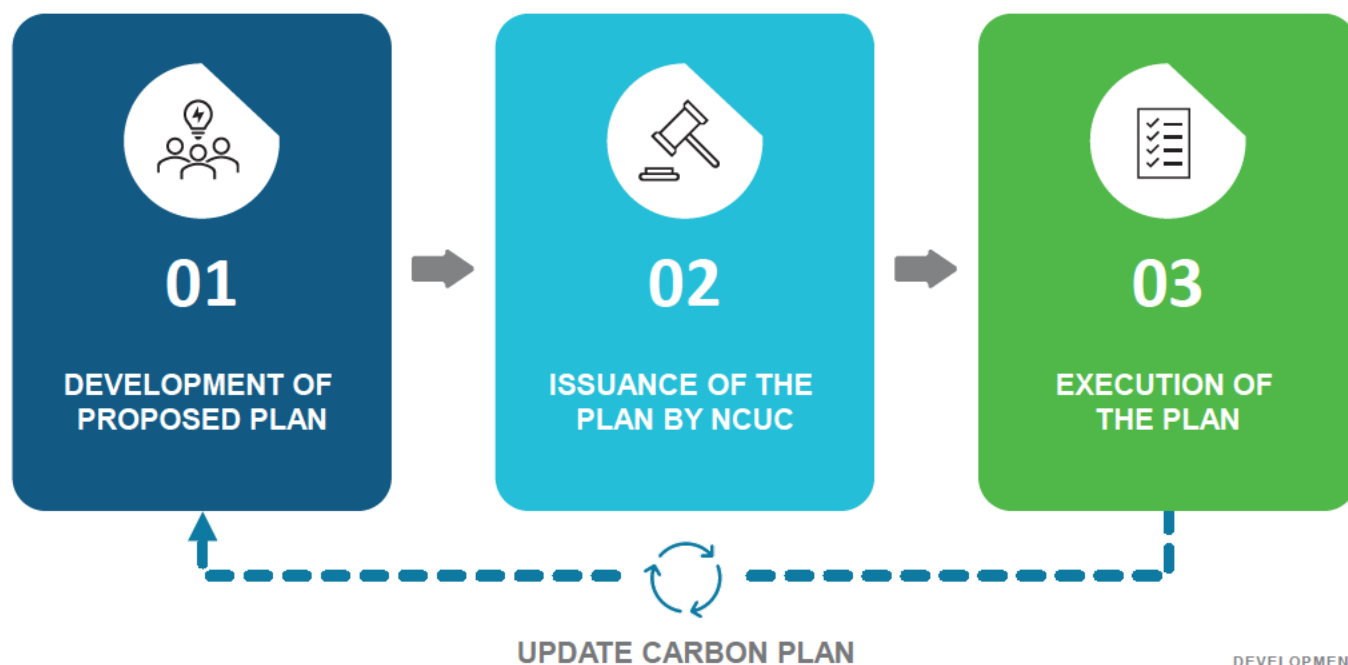 01
DEVELOPMENT OF
PROPOSED PLAN
02
ISSUANCE OF THE
PLAN BY NCUC
03
EXECUTION OF
THE PLAN
UPDATE CARBON PLAN